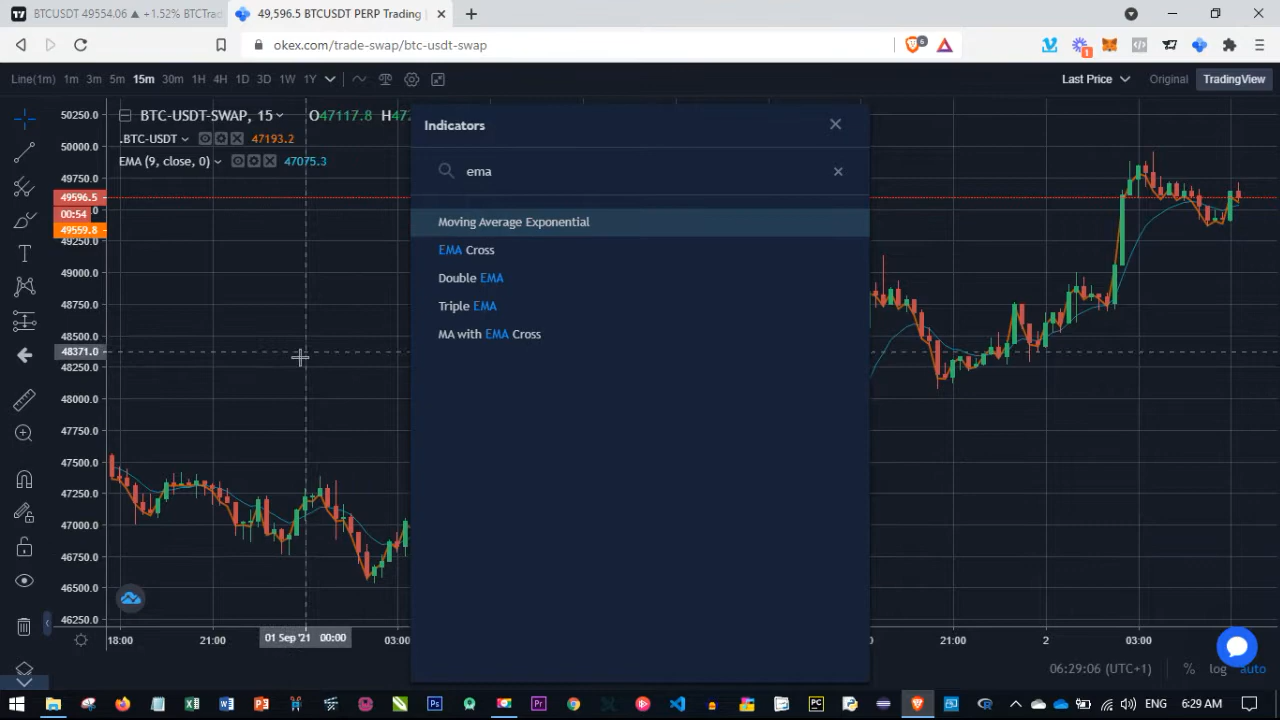 BTCUSDT 49554.06 ▲ +1.52% BTCTrad
49,596.5 BTCUSDT PERP Trading |
okex.com/trade-swap/btc-usdt-swap
6
1
Line(1m) 1m 3m 5m 15m 30m 1H 4H 1D 3D 1W 1Y
Last Price Original TradingView
BTC-USDT-SWAP, 15 O47117.8 H47
.BTC-USDT 47193.2
EMA (9, close, 0) 47075.3
Indicators
ema
Moving Average Exponential
EMA Cross
Double EMA
Triple EMA
MA with EMA Cross
50250.0
50000.0
49750.0
49596.5
00:54
49559.8
49250.0
49000.0
48750.0
48500.0
48371.0
48250.0
48000.0
47750.0
47500.0
47250.0
47000.0
46750.0
46500.0
46250.0
18:00 21:00 01 Sep '21 00:00 03:00 21:00 2 03:00
06:29:06 (UTC+1) % log auto
ENG 6:29 AM